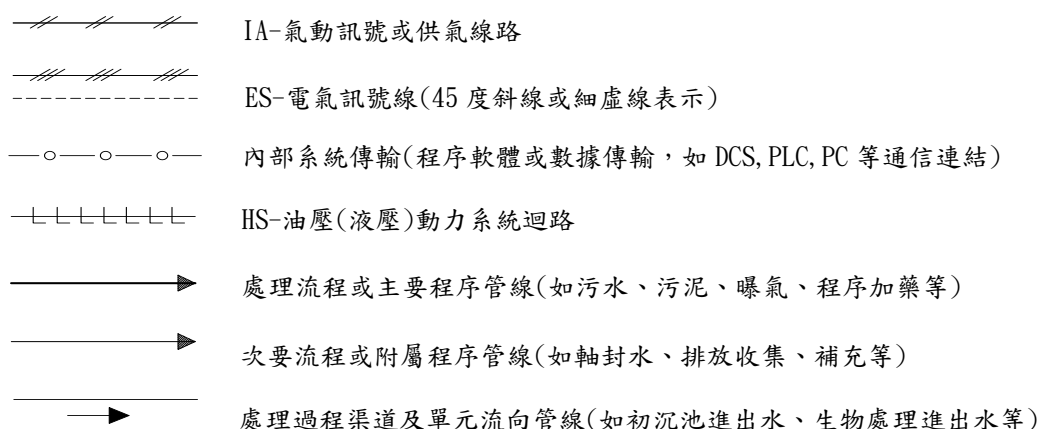 IA-氣動訊號或供氣線路
ES-電氣訊號線(45 度斜線或細虛線表示)
內部系統傳輸(程序軟體或數據傳輸，如 DCS,PLC,PC 等通信連結)
HS-油壓(液壓)動力系統迴路
處理流程或主要程序管線(如污水、污泥、曝氣、程序加藥等)
次要流程或附屬程序管線(如軸封水、排放收集、補充等)
處理過程渠道及單元流向管線(如初沉池進出水、生物處理進出水等)